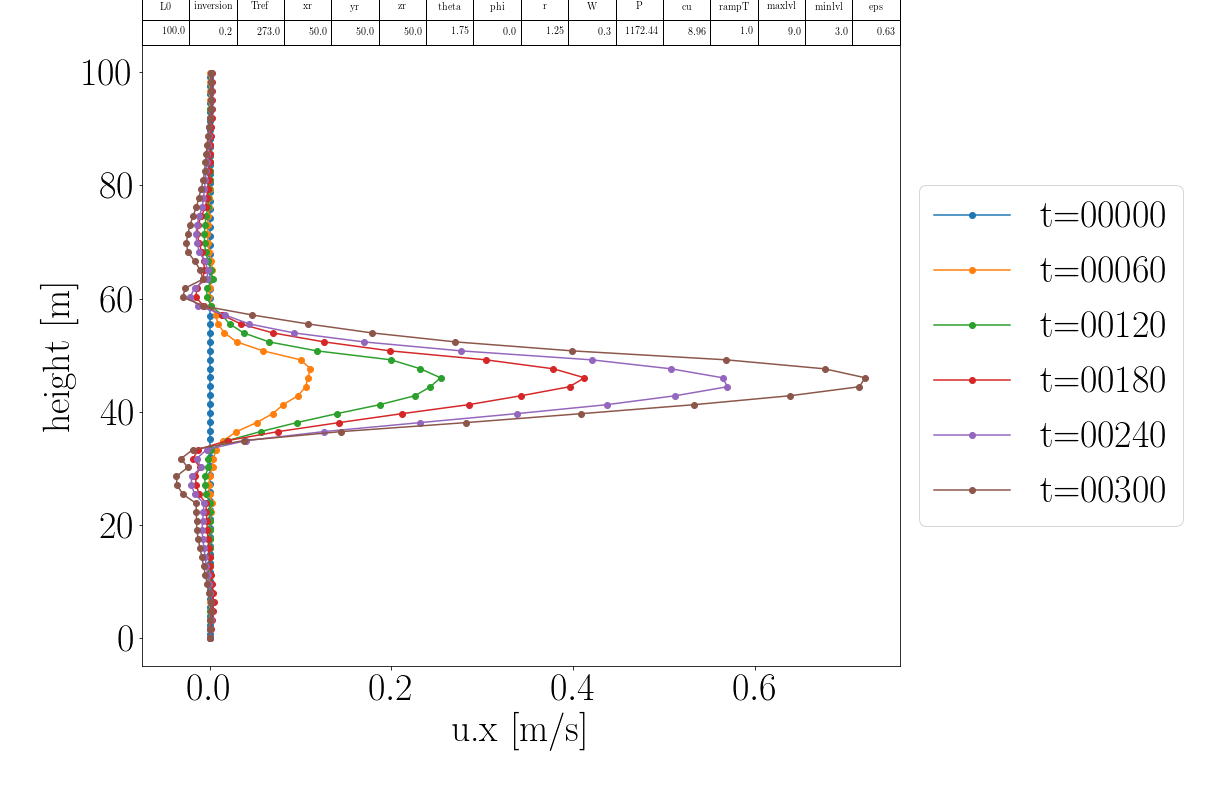 L0 inversion Tref xr yr zr theta phi r W P cu rampT maxlvl minlvl eps
100.0 0.2 273.0 50.0 50.0 50.0 1.75 0.0 1.25 0.3 1172.44 8.96 1.0 9.0 3.0 0.63
100
80
60
40
20
0
height [m]
0.0 0.2 0.4 0.6
u.x [m/s]
t=00000
t=00060
t=00120
t=00180
t=00240
t=00300